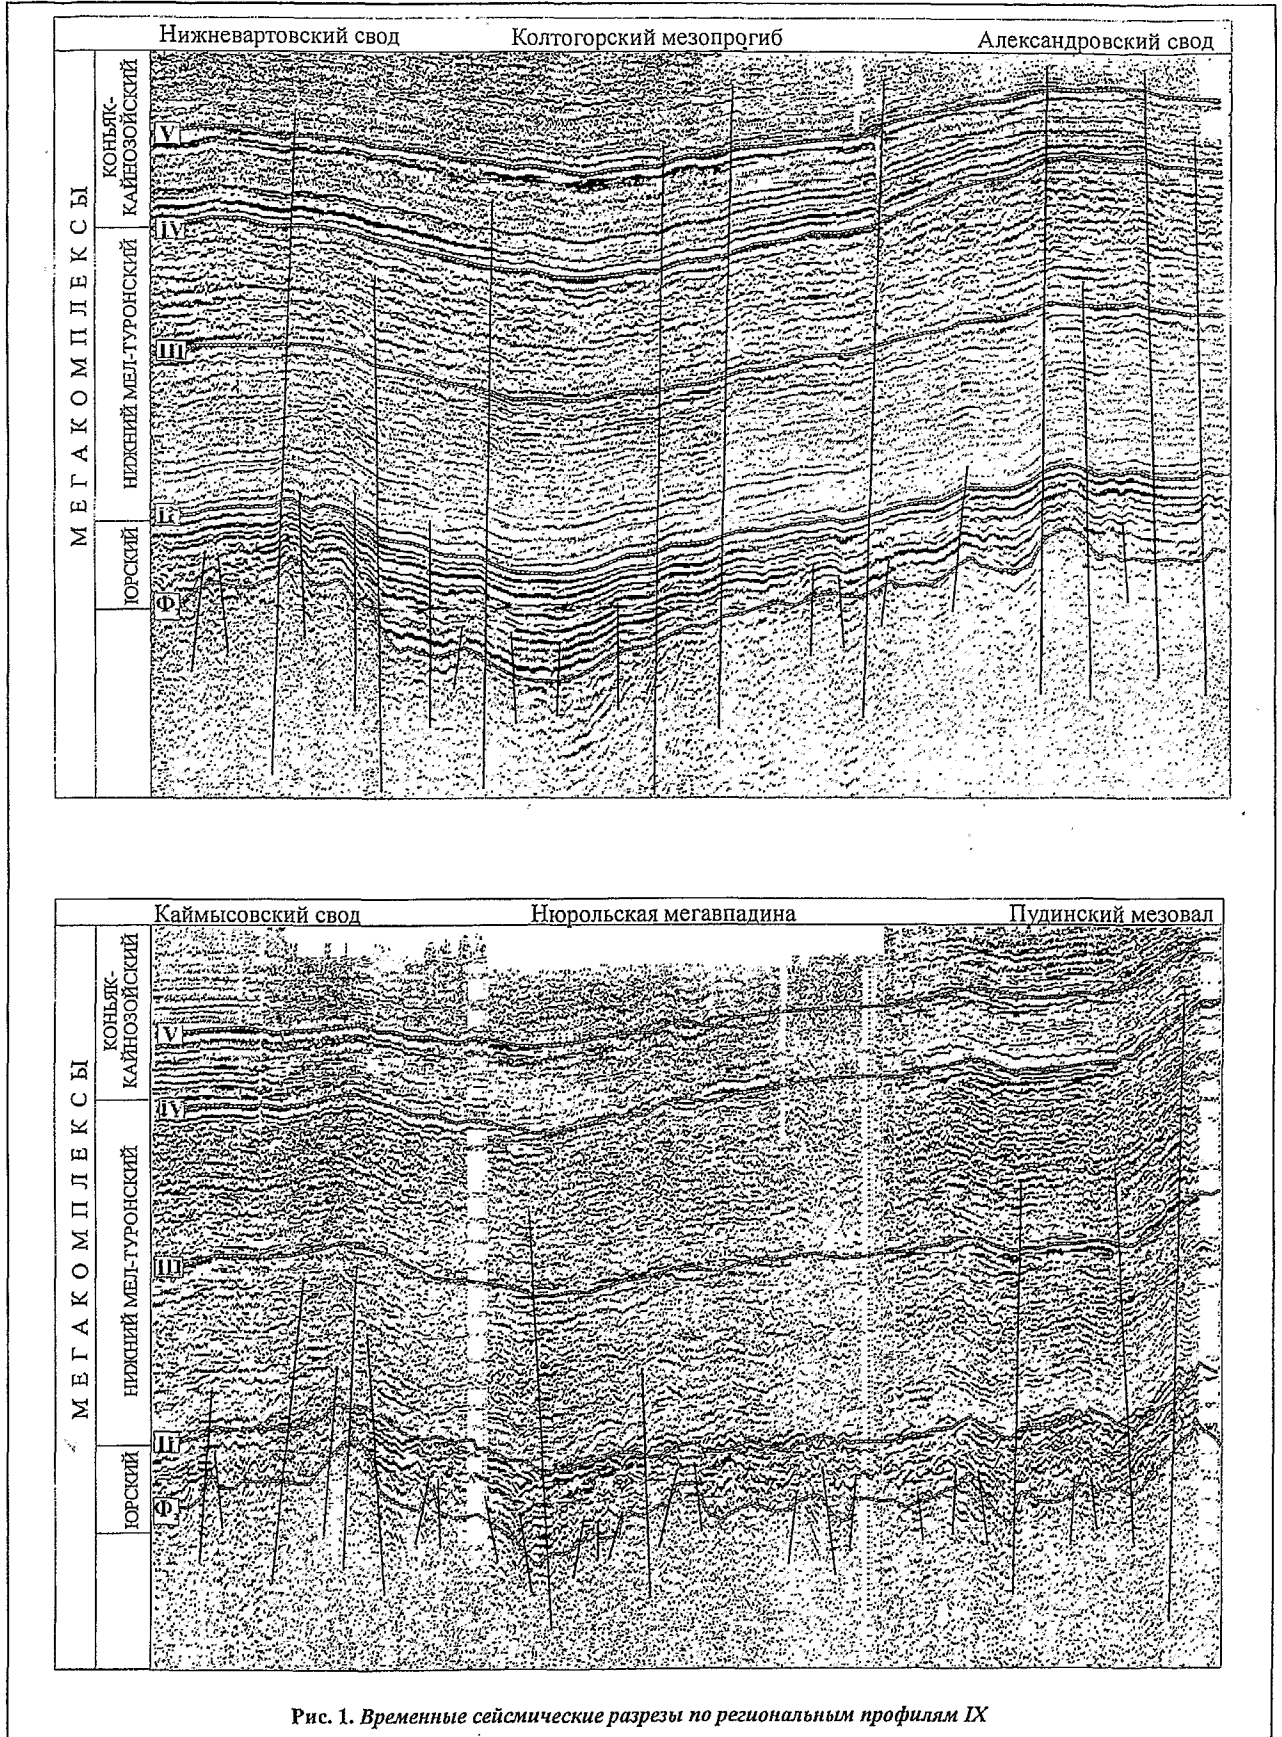 Нижневартовский свод Колтогорский мезопрогиб Александровский свод
МЕГАКОМПЛЕКСЫ
КОНЬЯК-
КАЙНОЗОЙСКИЙ
НИЖНИЙ МЕЛ-ТУРОНСКИЙ
ЮРСКИЙ
V
IV
III
Ф
Каймысовский свод Нюрольская мегавпадина Пудинский мезовал
МЕГАКОМПЛЕКСЫ
КОНЬЯК-
КАЙНОЗОЙСКИЙ
НИЖНИЙ МЕЛ-ТУРОНСКИЙ
ЮРСКИЙ
V
IV
III
II
Ф₂
Рис. 1. Временные сейсмические разрезы по региональным профилям IX